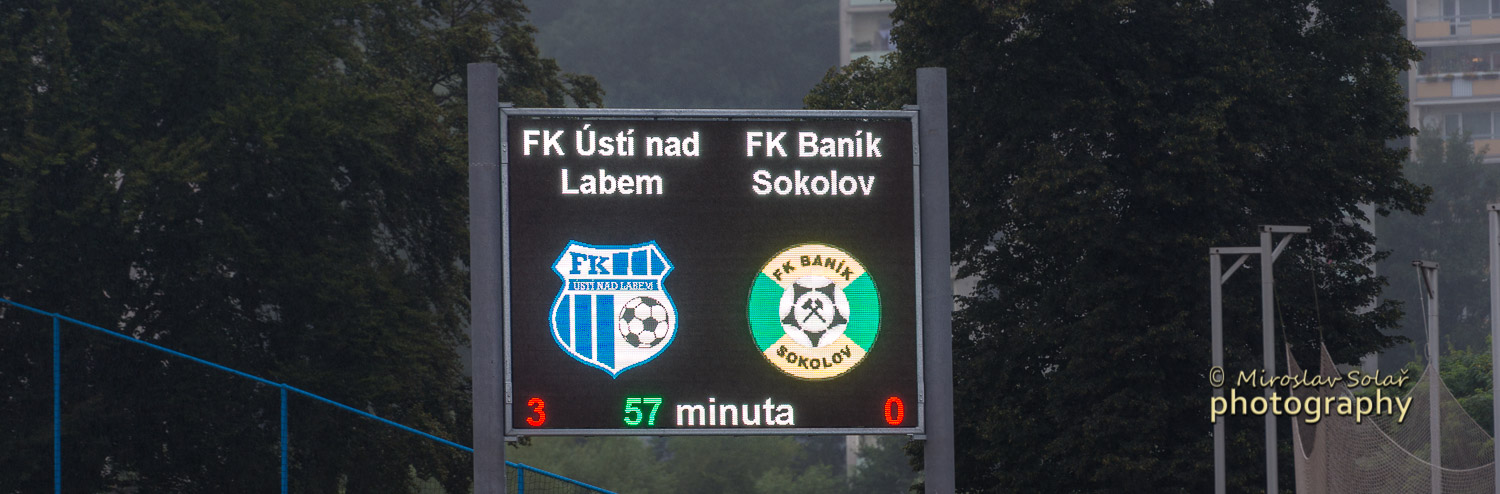 FK Ústí nad
Labem
FK Baník
Sokolov
FK
ÚSTÍ NAD LABEM
FK BANÍK
SOKOLOV
3 57 minuta 0
© Miroslav Solař
photography